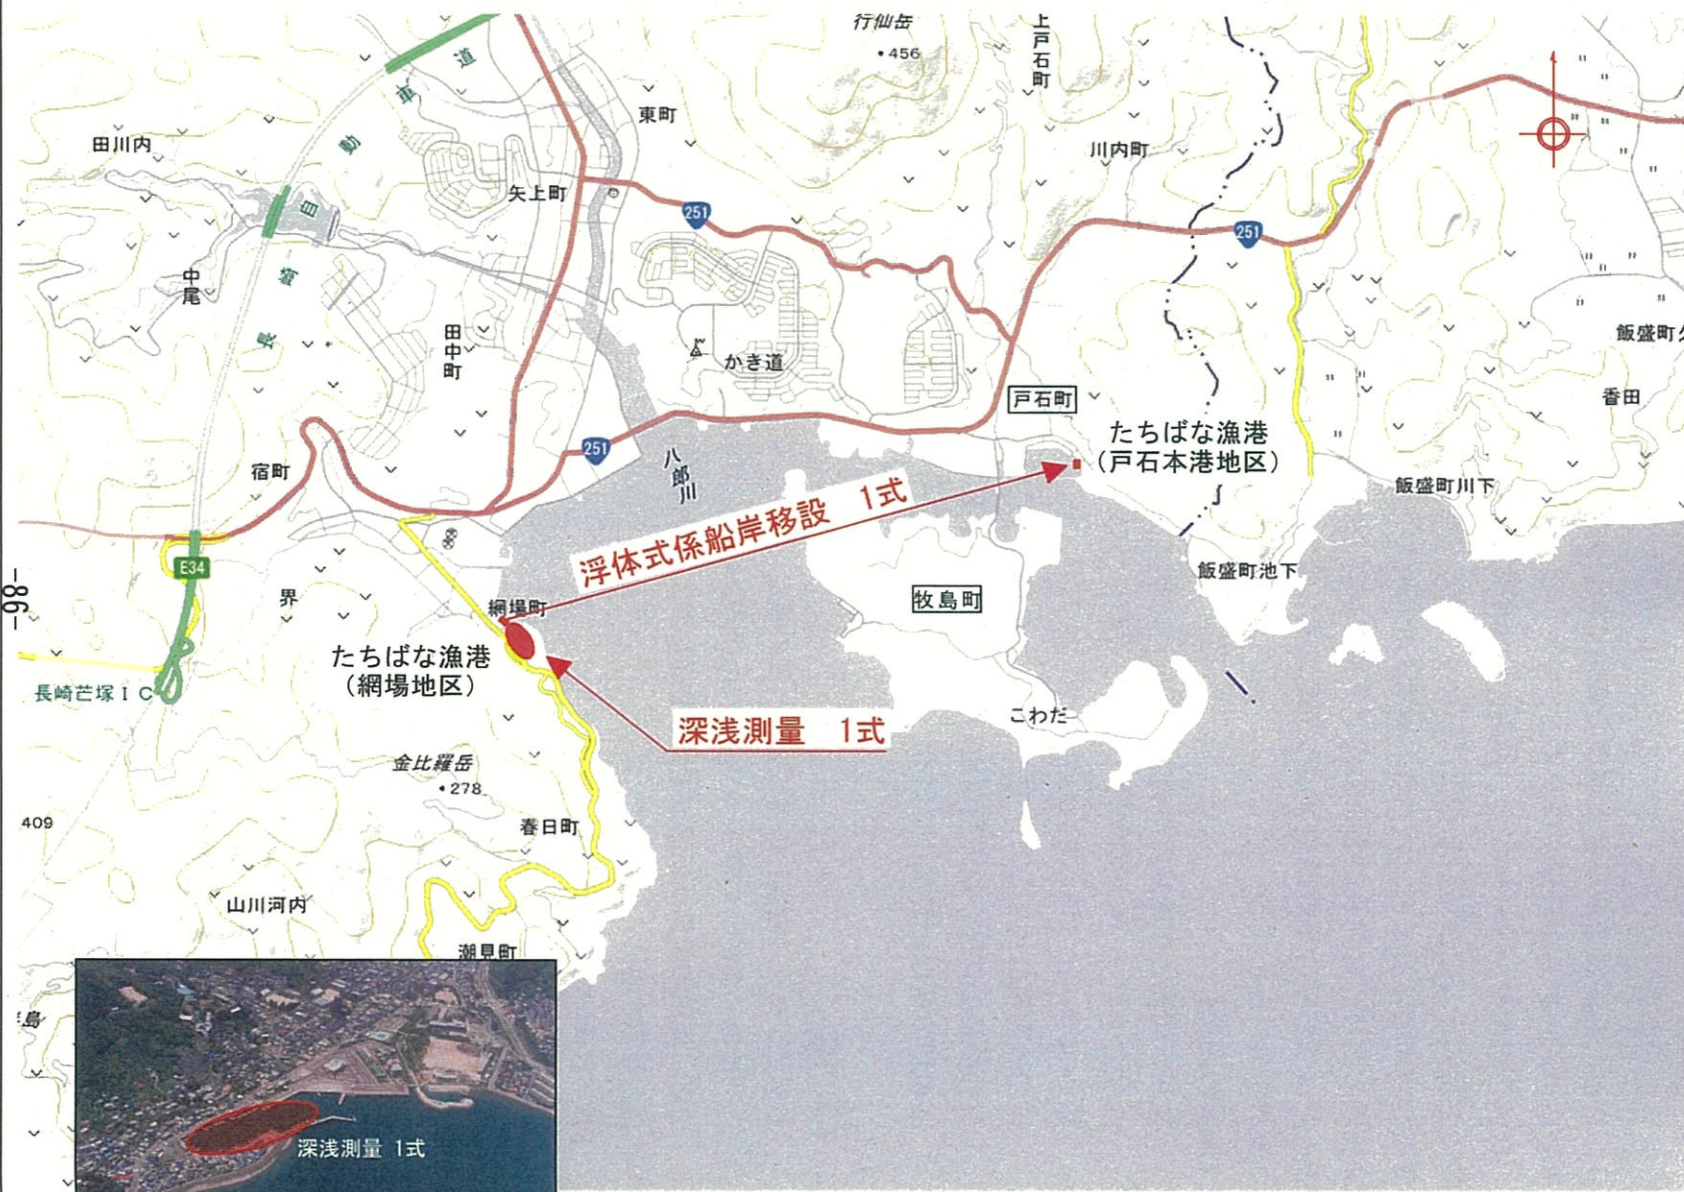 行仙岳
・456
上戸石町
道
車
動
自
崎
長
東町
田川内
矢上町
川内町
251
251
中尾
田中町
かき道
飯盛町
香田
戸石町
たちばな漁港
（戸石本港地区）
251
八郎川
宿町
飯盛町川下
浮体式係船岸移設　1式
E34
飯盛町池下
-86-
界
網場町
牧島町
たちばな漁港
（網場地区）
長崎芒塚ＩＣ
こわだ
深浅測量　1式
金比羅岳
・278
409
春日町
山川河内
潮見町
島
深浅測量 1式